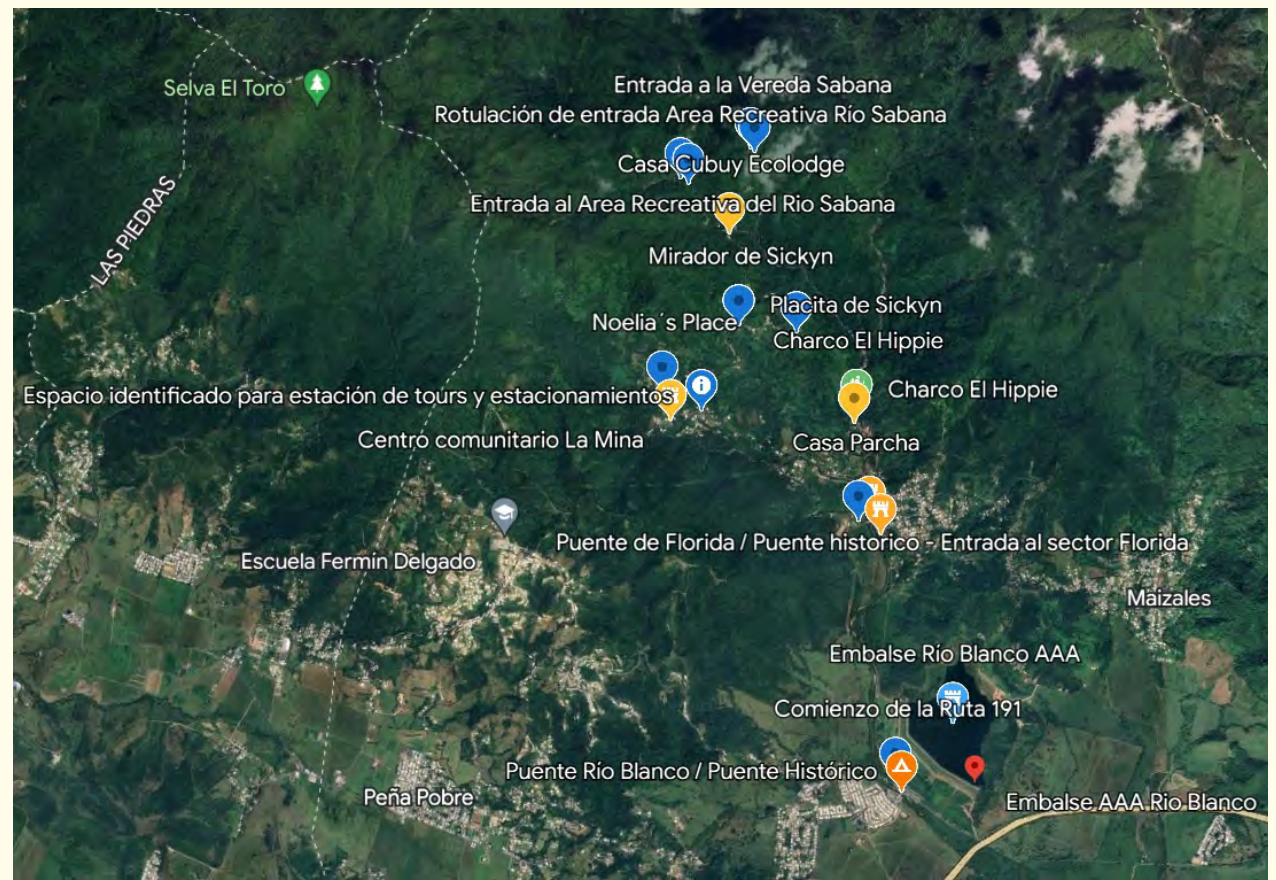 Selva El Toro
Entrada a la Vereda Sabana
Rotulación de entrada Area Recreativa Río Sabana
Casa Cubuy Ecolodge
LAS PIEDRAS
Entrada al Area Recreativa del Rio Sabana
Mirador de Sickyn
Placita de Sickyn
Noelia´s Place
Charco El Hippie
Charco El Hippie
Espacio identificado para estación de tours y estacionamientos
Centro comunitario La Mina
Casa Parcha
Puente de Florida / Puente histórico - Entrada al sector Florida
Escuela Fermín Delgado
Maizales
Embalse Río Blanco AAA
Comienzo de la Ruta 191
Puente Río Blanco / Puente Histórico
Peña Pobre
Embalse AAA Rio Blanco